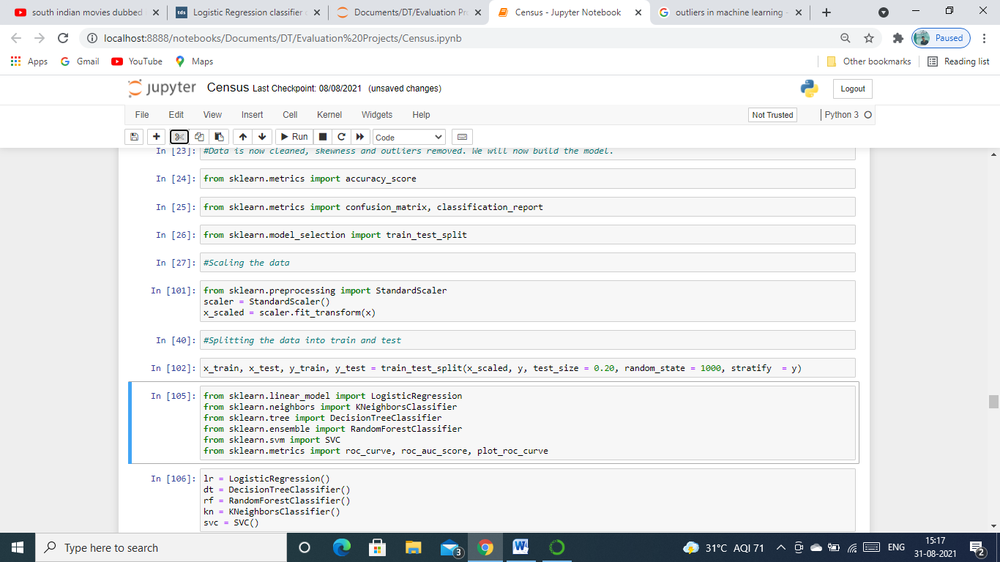 south indian movies dubbed
tds Logistic Regression classifier
Documents/DT/Evaluation Pro
Census - Jupyter Notebook
outliers in machine learning -
localhost:8888/notebooks/Documents/DT/Evaluation%20Projects/Census.ipynb
Paused
Apps Gmail YouTube Maps Other bookmarks Reading list
jupyter Census Last Checkpoint: 08/08/2021 (unsaved changes) Logout
File Edit View Insert Cell Kernel Widgets Help Not Trusted Python 3
Run Code
In [23]: #Data is now cleaned, skewness and outliers removed. We will now build the model.
In [24]: from sklearn.metrics import accuracy_score
In [25]: from sklearn.metrics import confusion_matrix, classification_report
In [26]: from sklearn.model_selection import train_test_split
In [27]: #Scaling the data
In [101]: from sklearn.preprocessing import StandardScaler
scaler = StandardScaler()
x_scaled = scaler.fit_transform(x)
In [40]: #Splitting the data into train and test
In [102]: x_train, x_test, y_train, y_test = train_test_split(x_scaled, y, test_size = 0.20, random_state = 1000, stratify  = y)
In [105]: from sklearn.linear_model import LogisticRegression
from sklearn.neighbors import KNeighborsClassifier
from sklearn.tree import DecisionTreeClassifier
from sklearn.ensemble import RandomForestClassifier
from sklearn.svm import SVC
from sklearn.metrics import roc_curve, roc_auc_score, plot_roc_curve
In [106]: lr = LogisticRegression()
dt = DecisionTreeClassifier()
rf = RandomForestClassifier()
kn = KNeighborsClassifier()
svc = SVC()
Type here to search
3
31°C AQI 71
ENG
15:17
31-08-2021
2